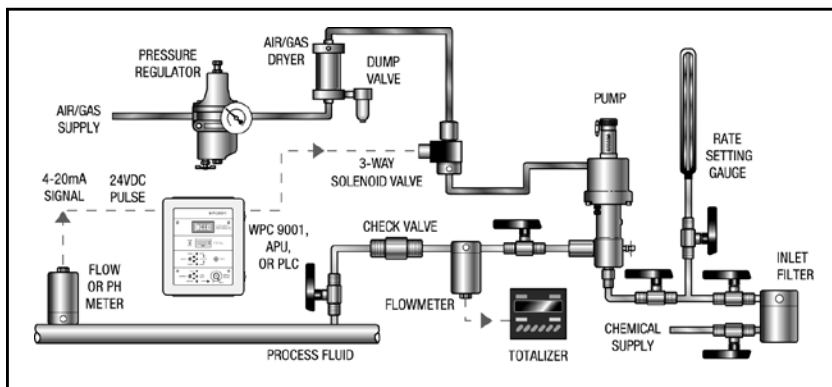 PRESSURE
REGULATOR
AIR/GAS
DRYER
DUMP
VALVE
AIR/GAS
SUPPLY
PUMP
RATE
SETTING
GAUGE
3-WAY
SOLENOID VALVE
4-20mA
SIGNAL
24VDC
PULSE
WPC 9001,
APU,
OR PLC
CHECK VALVE
FLOW
OR PH
METER
FLOWMETER
INLET
FILTER
CHEMICAL
SUPPLY
TOTALIZER
PROCESS FLUID